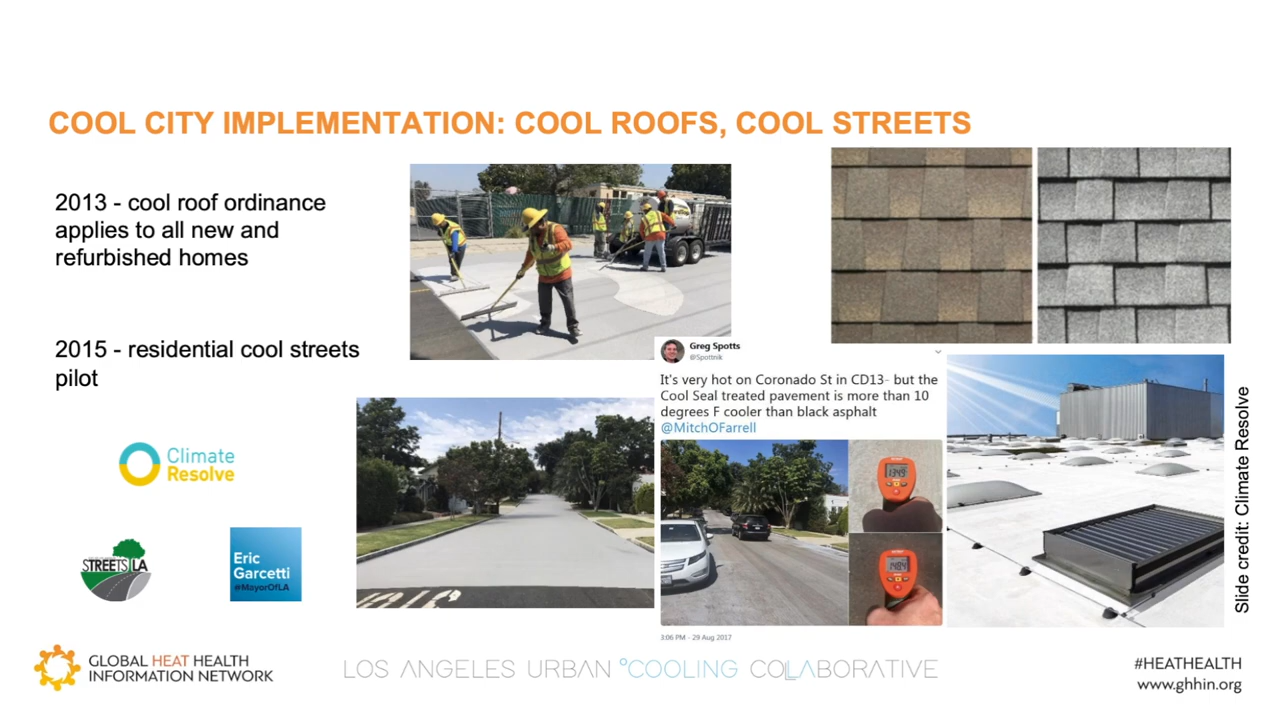 COOL CITY IMPLEMENTATION: COOL ROOFS, COOL STREETS
2013 - cool roof ordinance
applies to all new and
refurbished homes
2015 - residential cool streets
pilot
Climate
Resolve
STREETS LA
Eric
Garcetti
#MayorOfLA
Greg Spotts
@Spottnik
It's very hot on Coronado St in CD13- but the
Cool Seal treated pavement is more than 10
degrees F cooler than black asphalt
@MitchOFarrell
3:06 PM - 29 Aug 2017
Slide credit: Climate Resolve
GLOBAL HEAT HEALTH
INFORMATION NETWORK
LOS ANGELES URBAN °COOLING COLLABORATIVE
#HEATHEALTH
www.ghhin.org